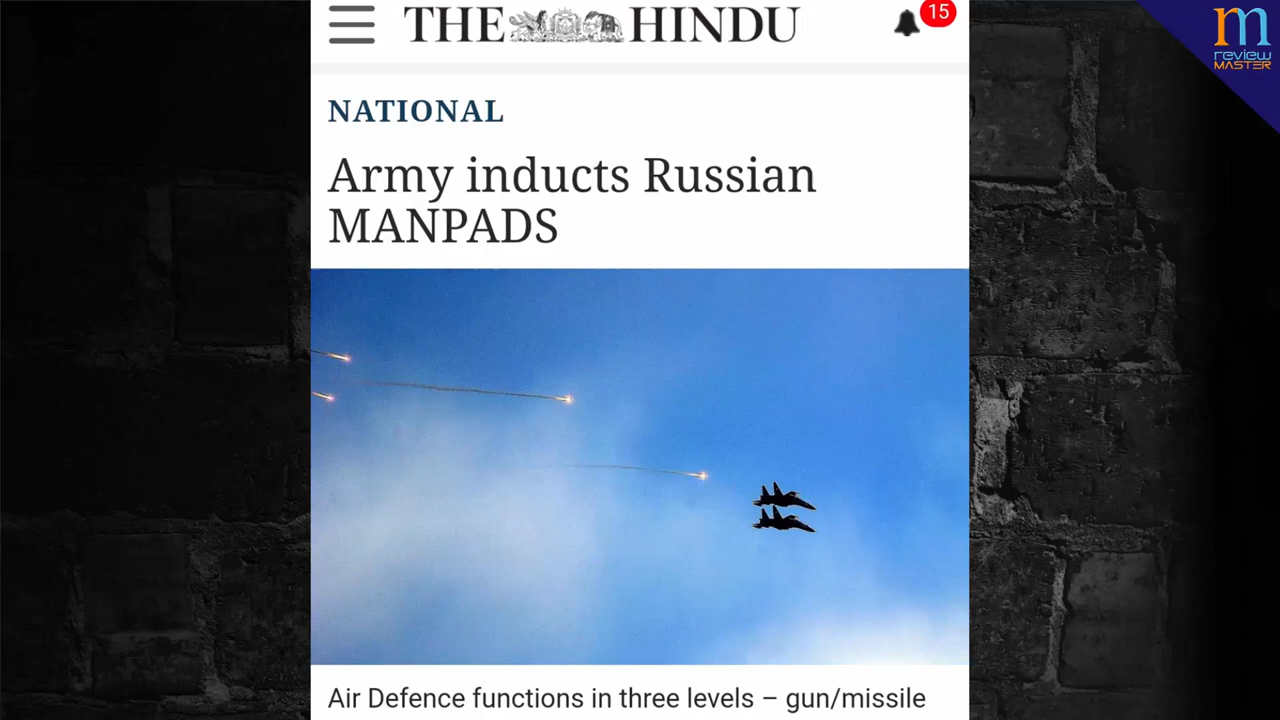 THE HINDU
15
m
review
MASTER
NATIONAL
Army inducts Russian
MANPADS
Air Defence functions in three levels – gun/missile